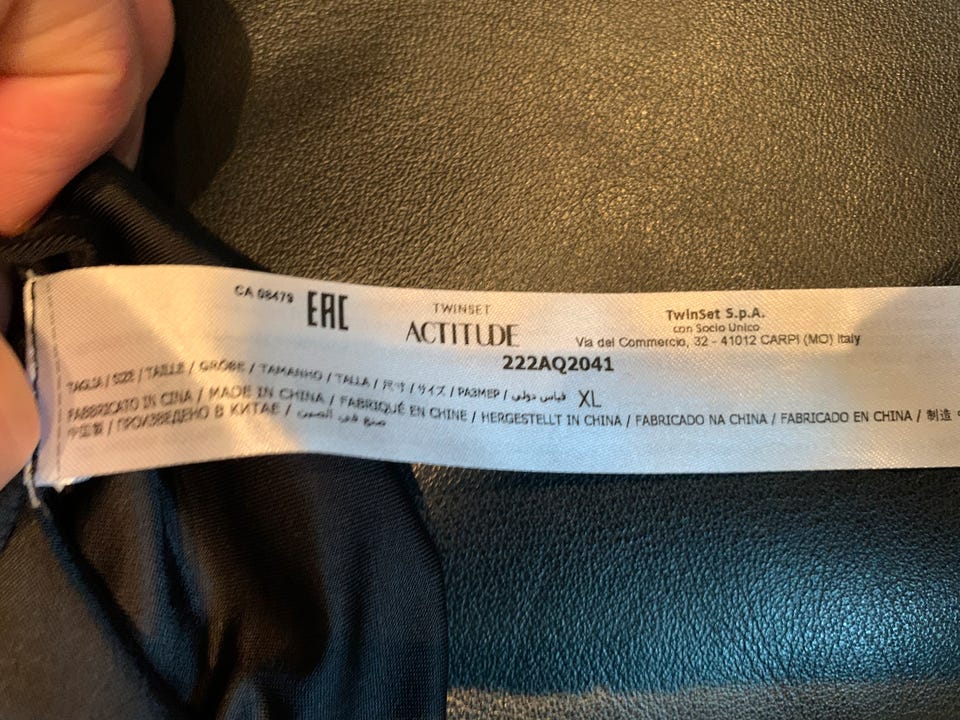 CA 08479
EAC
TWINSET
ACTITUDE
222AQ2041
TwinSet S.p.A.
con Socio Unico
Via del Commercio, 32 - 41012 CARPI (MO) Italy
TAGLIA / SIZE / TAILLE / GRÖßE / TAMANHO / TALLA / 尺寸 / サイズ / РАЗМЕР / قياس دولي XL
FABBRICATO IN CINA / MADE IN CHINA / FABRIQUÉ EN CHINE / HERGESTELLT IN CHINA / FABRICADO NA CHINA / FABRICADO EN CHINA / 制造
中国製 / ПРОИЗВЕДЕНО В КИТАЕ / صنع في الصين